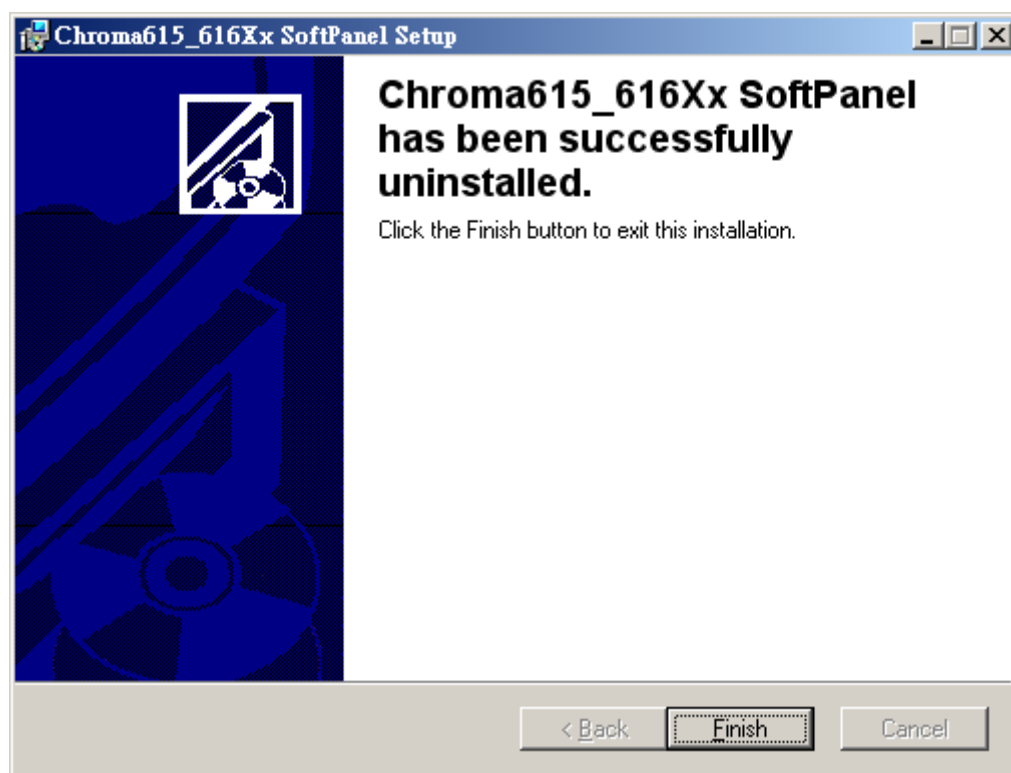 Chroma615_616Xx SoftPanel Setup
Chroma615_616Xx SoftPanel
has been successfully
uninstalled.
Click the Finish button to exit this installation.
< Back
Finish
Cancel